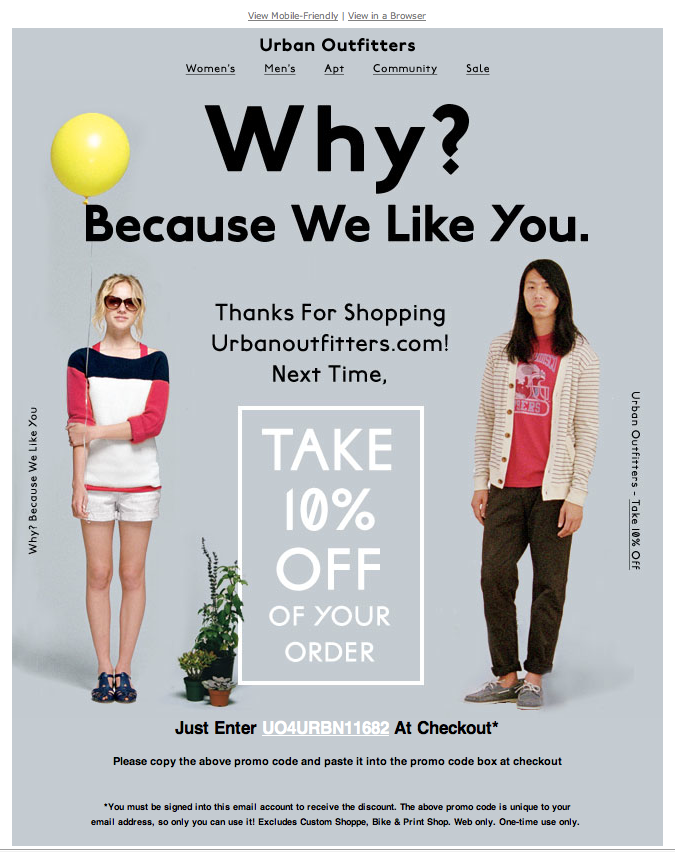 View Mobile-Friendly | View in a Browser
Urban Outfitters
Women's Men's Apt Community Sale
Why?
Because We Like You.
Thanks For Shopping
Urbanoutfitters.com!
Next Time,
TAKE
10%
OFF
OF YOUR
ORDER
Why? Because We Like You
Urban Outfitters - Take 10% Off
Just Enter UO4URBN11682 At Checkout*
Please copy the above promo code and paste it into the promo code box at checkout
*You must be signed into this email account to receive the discount. The above promo code is unique to your
email address, so only you can use it! Excludes Custom Shoppe, Bike & Print Shop. Web only. One-time use only.